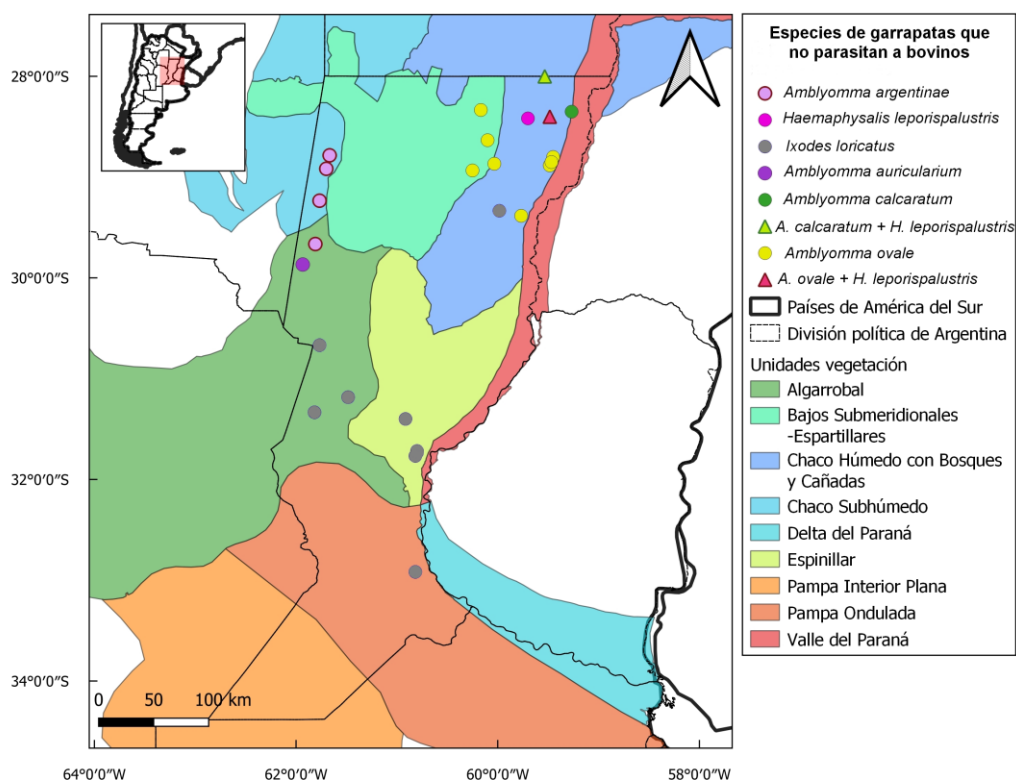 Especies de garrapatas que
no parasitan a bovinos
Amblyomma argentinae
Haemaphysalis leporispalustris
Ixodes loricatus
Amblyomma auricularium
Amblyomma calcaratum
A. calcaratum + H. leporispalustris
Amblyomma ovale
A. ovale + H. leporispalustris
Países de América del Sur
División política de Argentina
Unidades vegetación
Algarrobal
Bajos Submeridionales
-Espartillares
Chaco Húmedo con Bosques
y Cañadas
Chaco Subhúmedo
Delta del Paraná
Espinillar
Pampa Interior Plana
Pampa Ondulada
Valle del Paraná
28°0'0"S
30°0'0"S
32°0'0"S
34°0'0"S
0 50 100 km
64°0'0"W 62°0'0"W 60°0'0"W 58°0'0"W